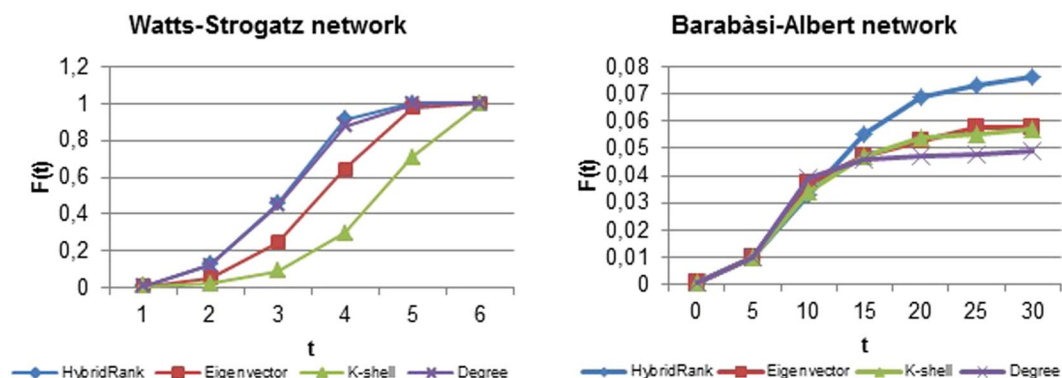 Watts-Strogatz network
1,2
1
0,8
0,6
0,4
0,2
0
F(t)
1 2 3 4 5 6
t
HybridRank Eigenvector K-shell Degree
Barabàsi-Albert network
0,08
0,07
0,06
0,05
0,04
0,03
0,02
0,01
0
F(t)
0 5 10 15 20 25 30
t
HybridRank Eigenvector K-shell Degree